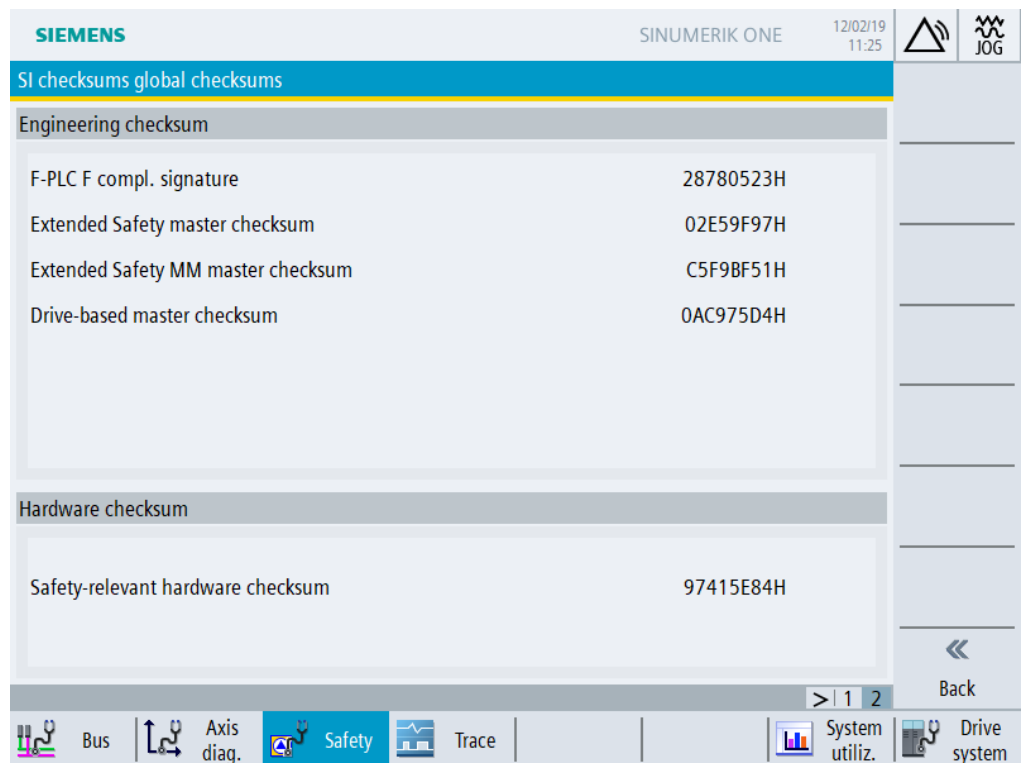 SIEMENS
SINUMERIK ONE
12/02/19
11:25
JOG
SI checksums global checksums
Engineering checksum
F-PLC F compl. signature 28780523H
Extended Safety master checksum 02E59F97H
Extended Safety MM master checksum C5F9BF51H
Drive-based master checksum 0AC975D4H
Hardware checksum
Safety-relevant hardware checksum 97415E84H
Back
> 1 2
Bus
Axis
diag.
Safety
Trace
System
utiliz.
Drive
system